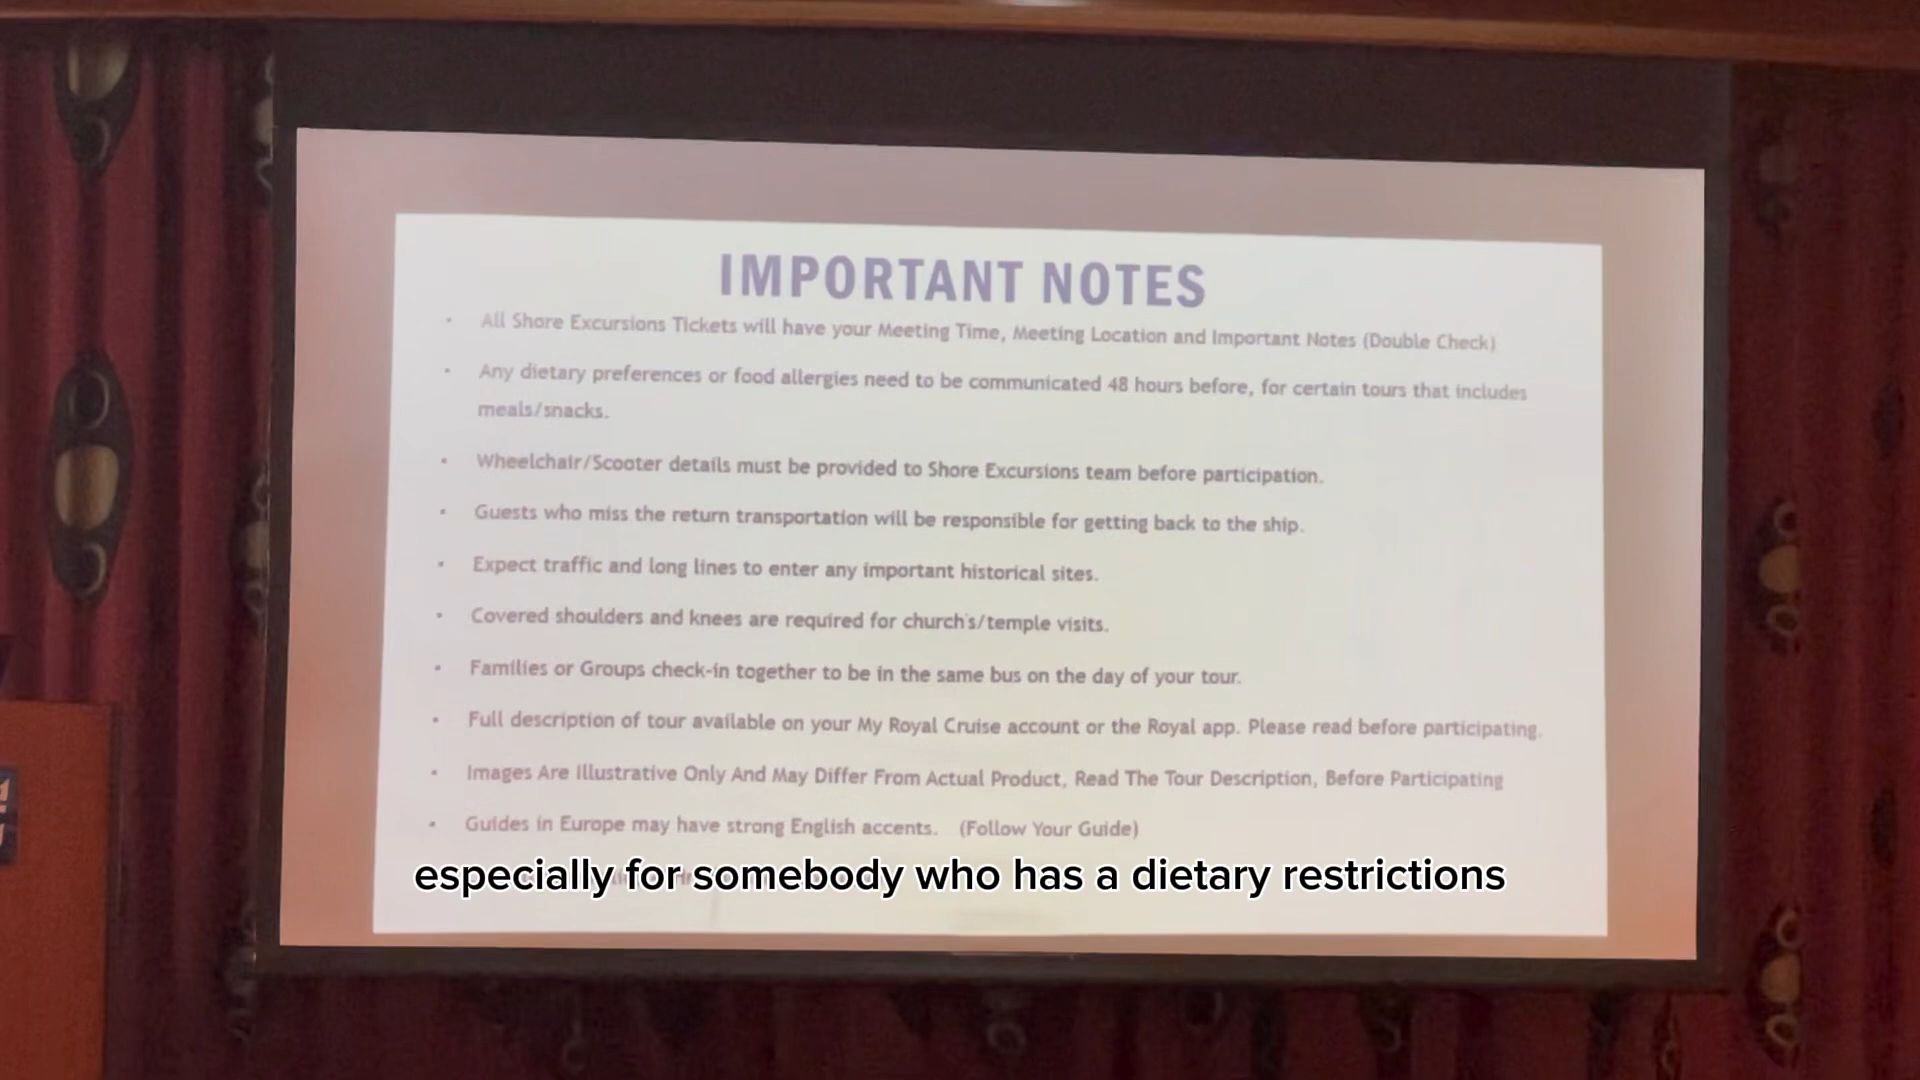 IMPORTANT NOTES
• All Shore Excursions Tickets will have your Meeting Time, Meeting Location and Important Notes (Double Check)
• Any dietary preferences or food allergies need to be communicated 48 hours before, for certain tours that includes
meals/snacks.
• Wheelchair/Scooter details must be provided to Shore Excursions team before participation.
• Guests who miss the return transportation will be responsible for getting back to the ship.
• Expect traffic and long lines to enter any important historical sites.
• Covered shoulders and knees are required for church's/temple visits.
• Families or Groups check-in together to be in the same bus on the day of your tour.
• Full description of tour available on your My Royal Cruise account or the Royal app. Please read before participating.
• Images Are Illustrative Only And May Differ From Actual Product, Read The Tour Description, Before Participating
• Guides in Europe may have strong English accents. (Follow Your Guide)
especially for somebody who has a dietary restrictions